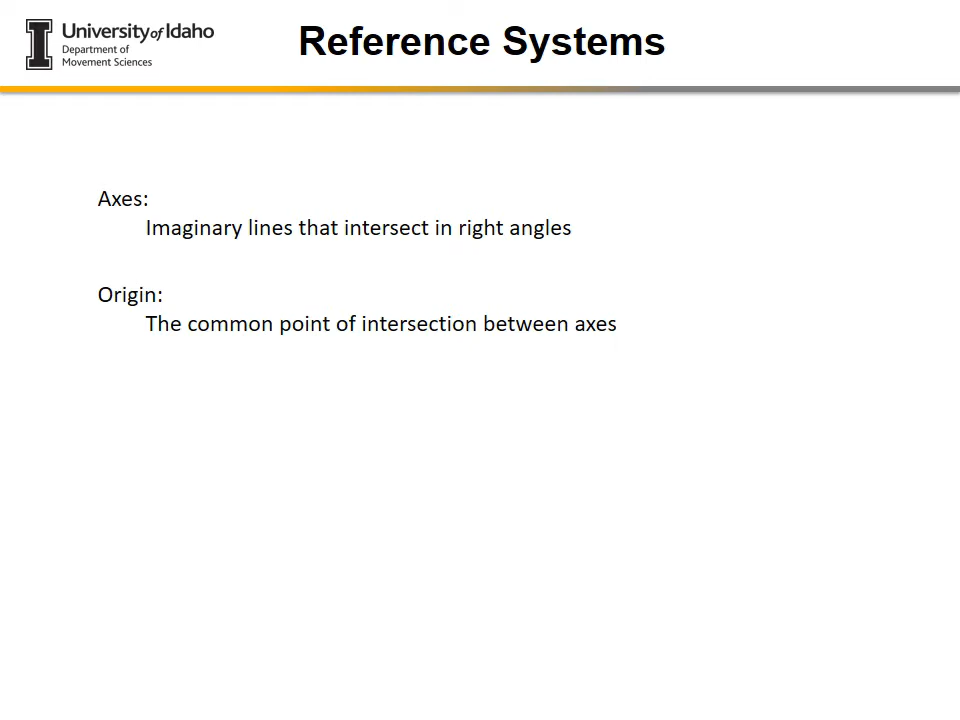 University of Idaho
Department of
Movement Sciences
Reference Systems
Axes:
Imaginary lines that intersect in right angles
Origin:
The common point of intersection between axes